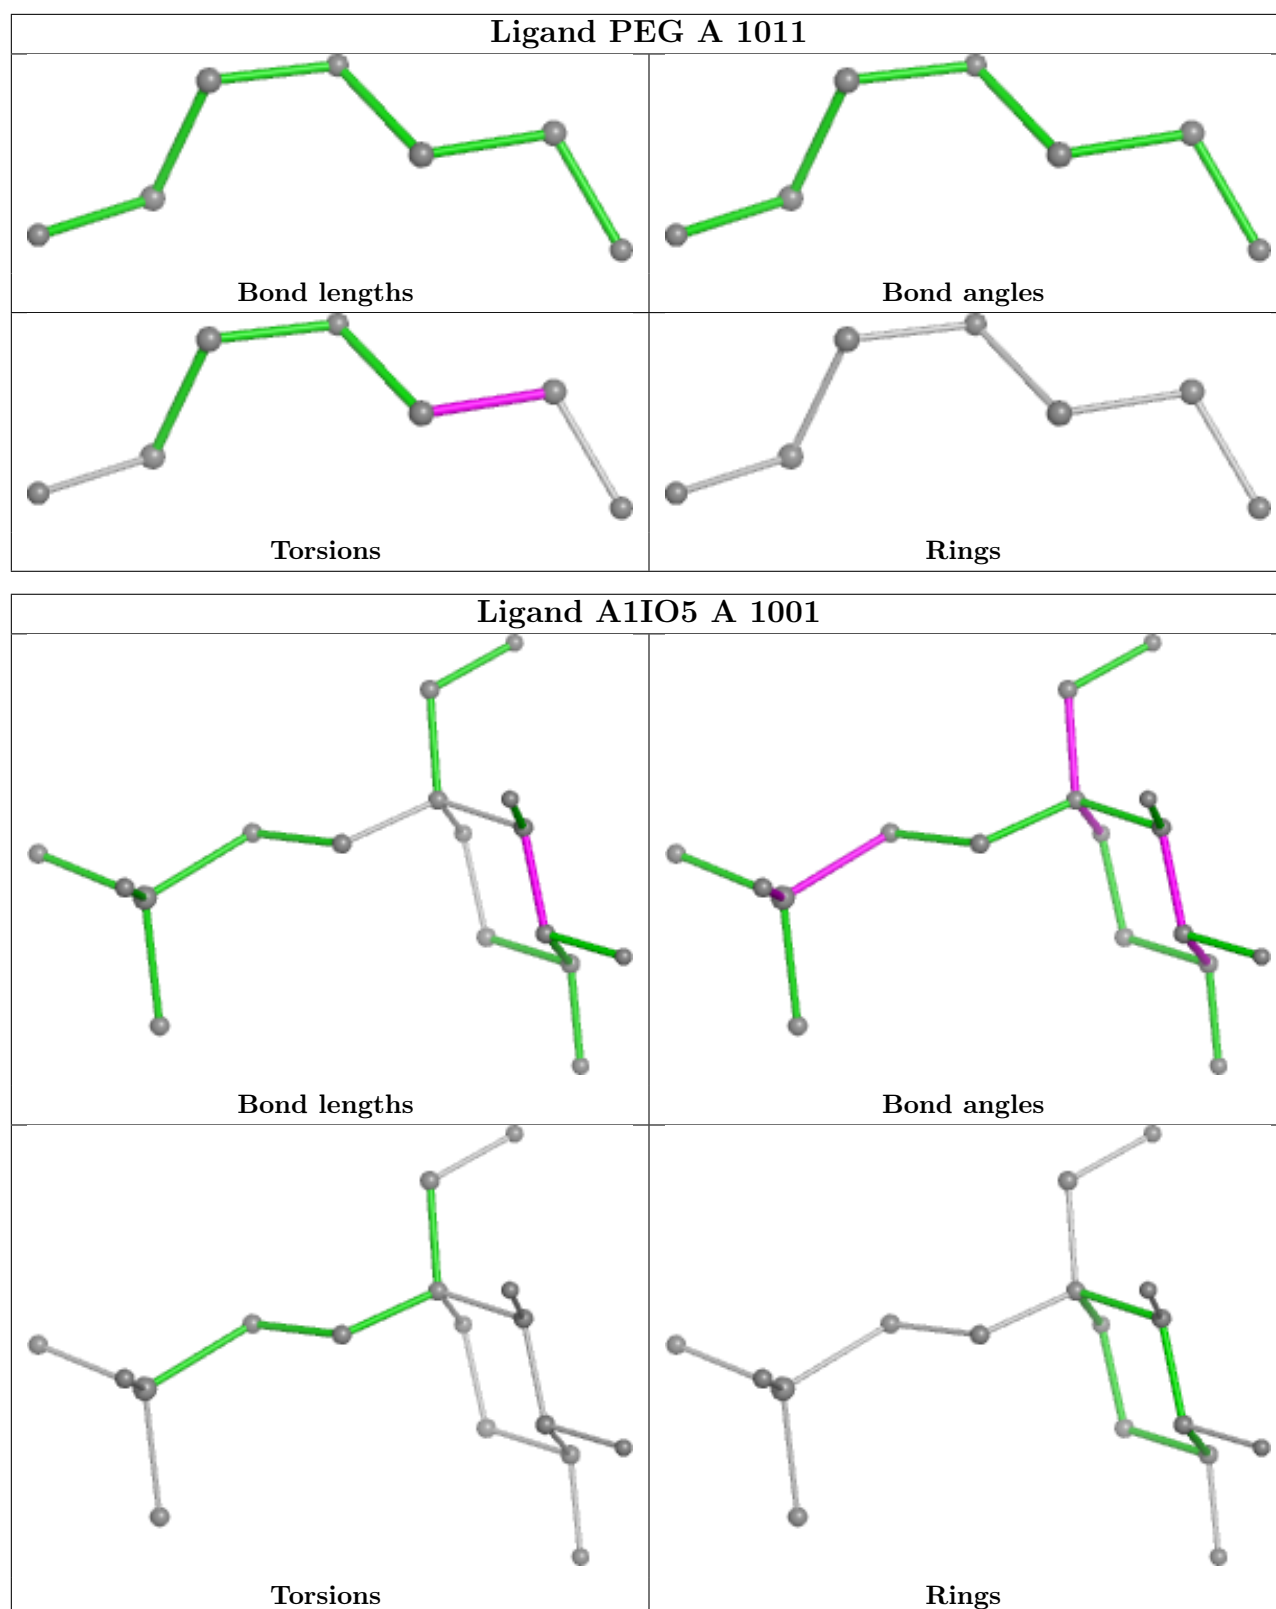 Ligand PEG A 1011
Bond lengths
Bond angles
Torsions
Rings
Ligand A1IO5 A 1001
Bond lengths
Bond angles
Torsions
Rings